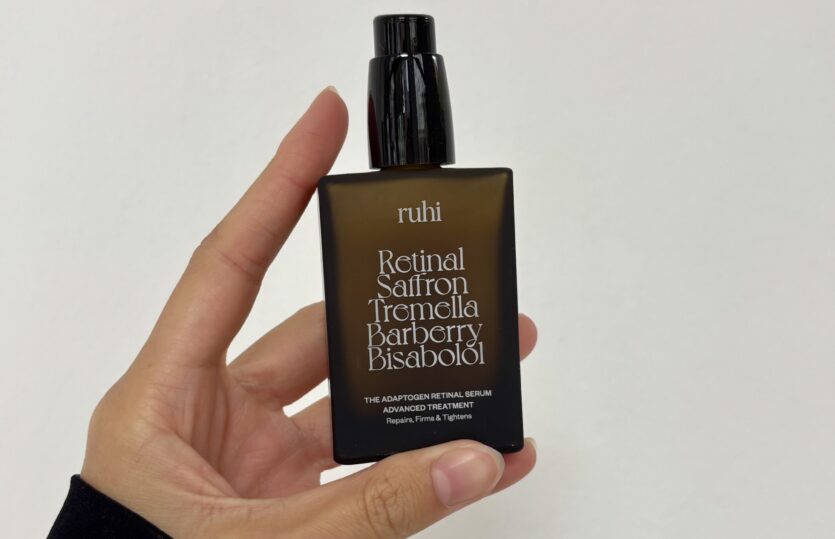 ruhi
Retinal
Saffron
Tremella
Barberry
Bisabolol
THE ADAPTOGEN RETINAL SERUM
ADVANCED TREATMENT
Repairs, Firms & Tightens